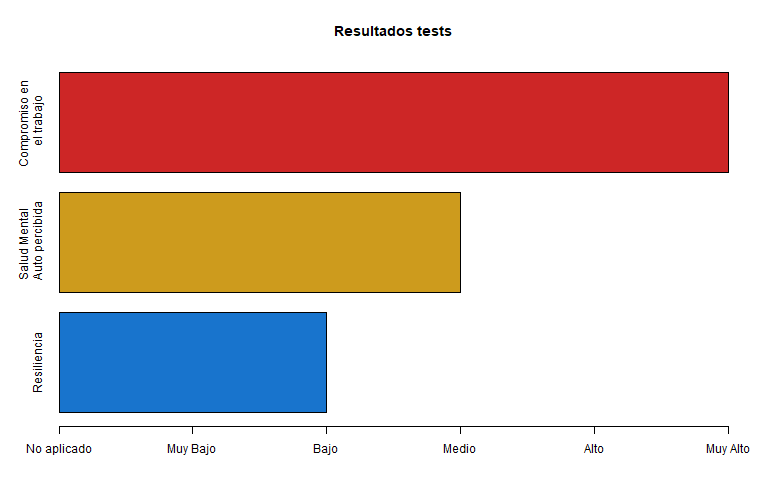 Resultados tests
Compromiso en
el trabajo
Salud Mental
Auto percibida
Resiliencia
No aplicado
Muy Bajo
Bajo
Medio
Alto
Muy Alto